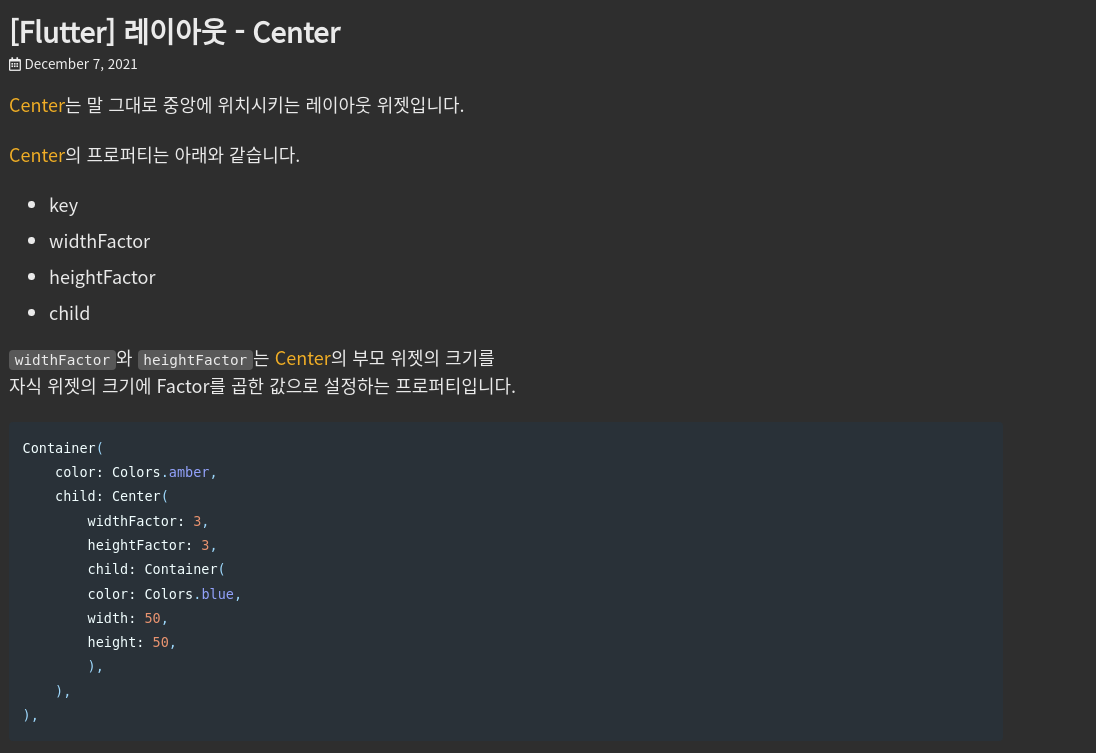 [Flutter] 레이아웃 - Center
December 7, 2021
Center는 말 그대로 중앙에 위치시키는 레이아웃 위젯입니다.
Center의 프로퍼티는 아래와 같습니다.
• key
• widthFactor
• heightFactor
• child
widthFactor와 heightFactor는 Center의 부모 위젯의 크기를
자식 위젯의 크기에 Factor를 곱한 값으로 설정하는 프로퍼티입니다.
Container(
    color: Colors.amber,
    child: Center(
        widthFactor: 3,
        heightFactor: 3,
        child: Container(
        color: Colors.blue,
        width: 50,
        height: 50,
        ),
    ),
),